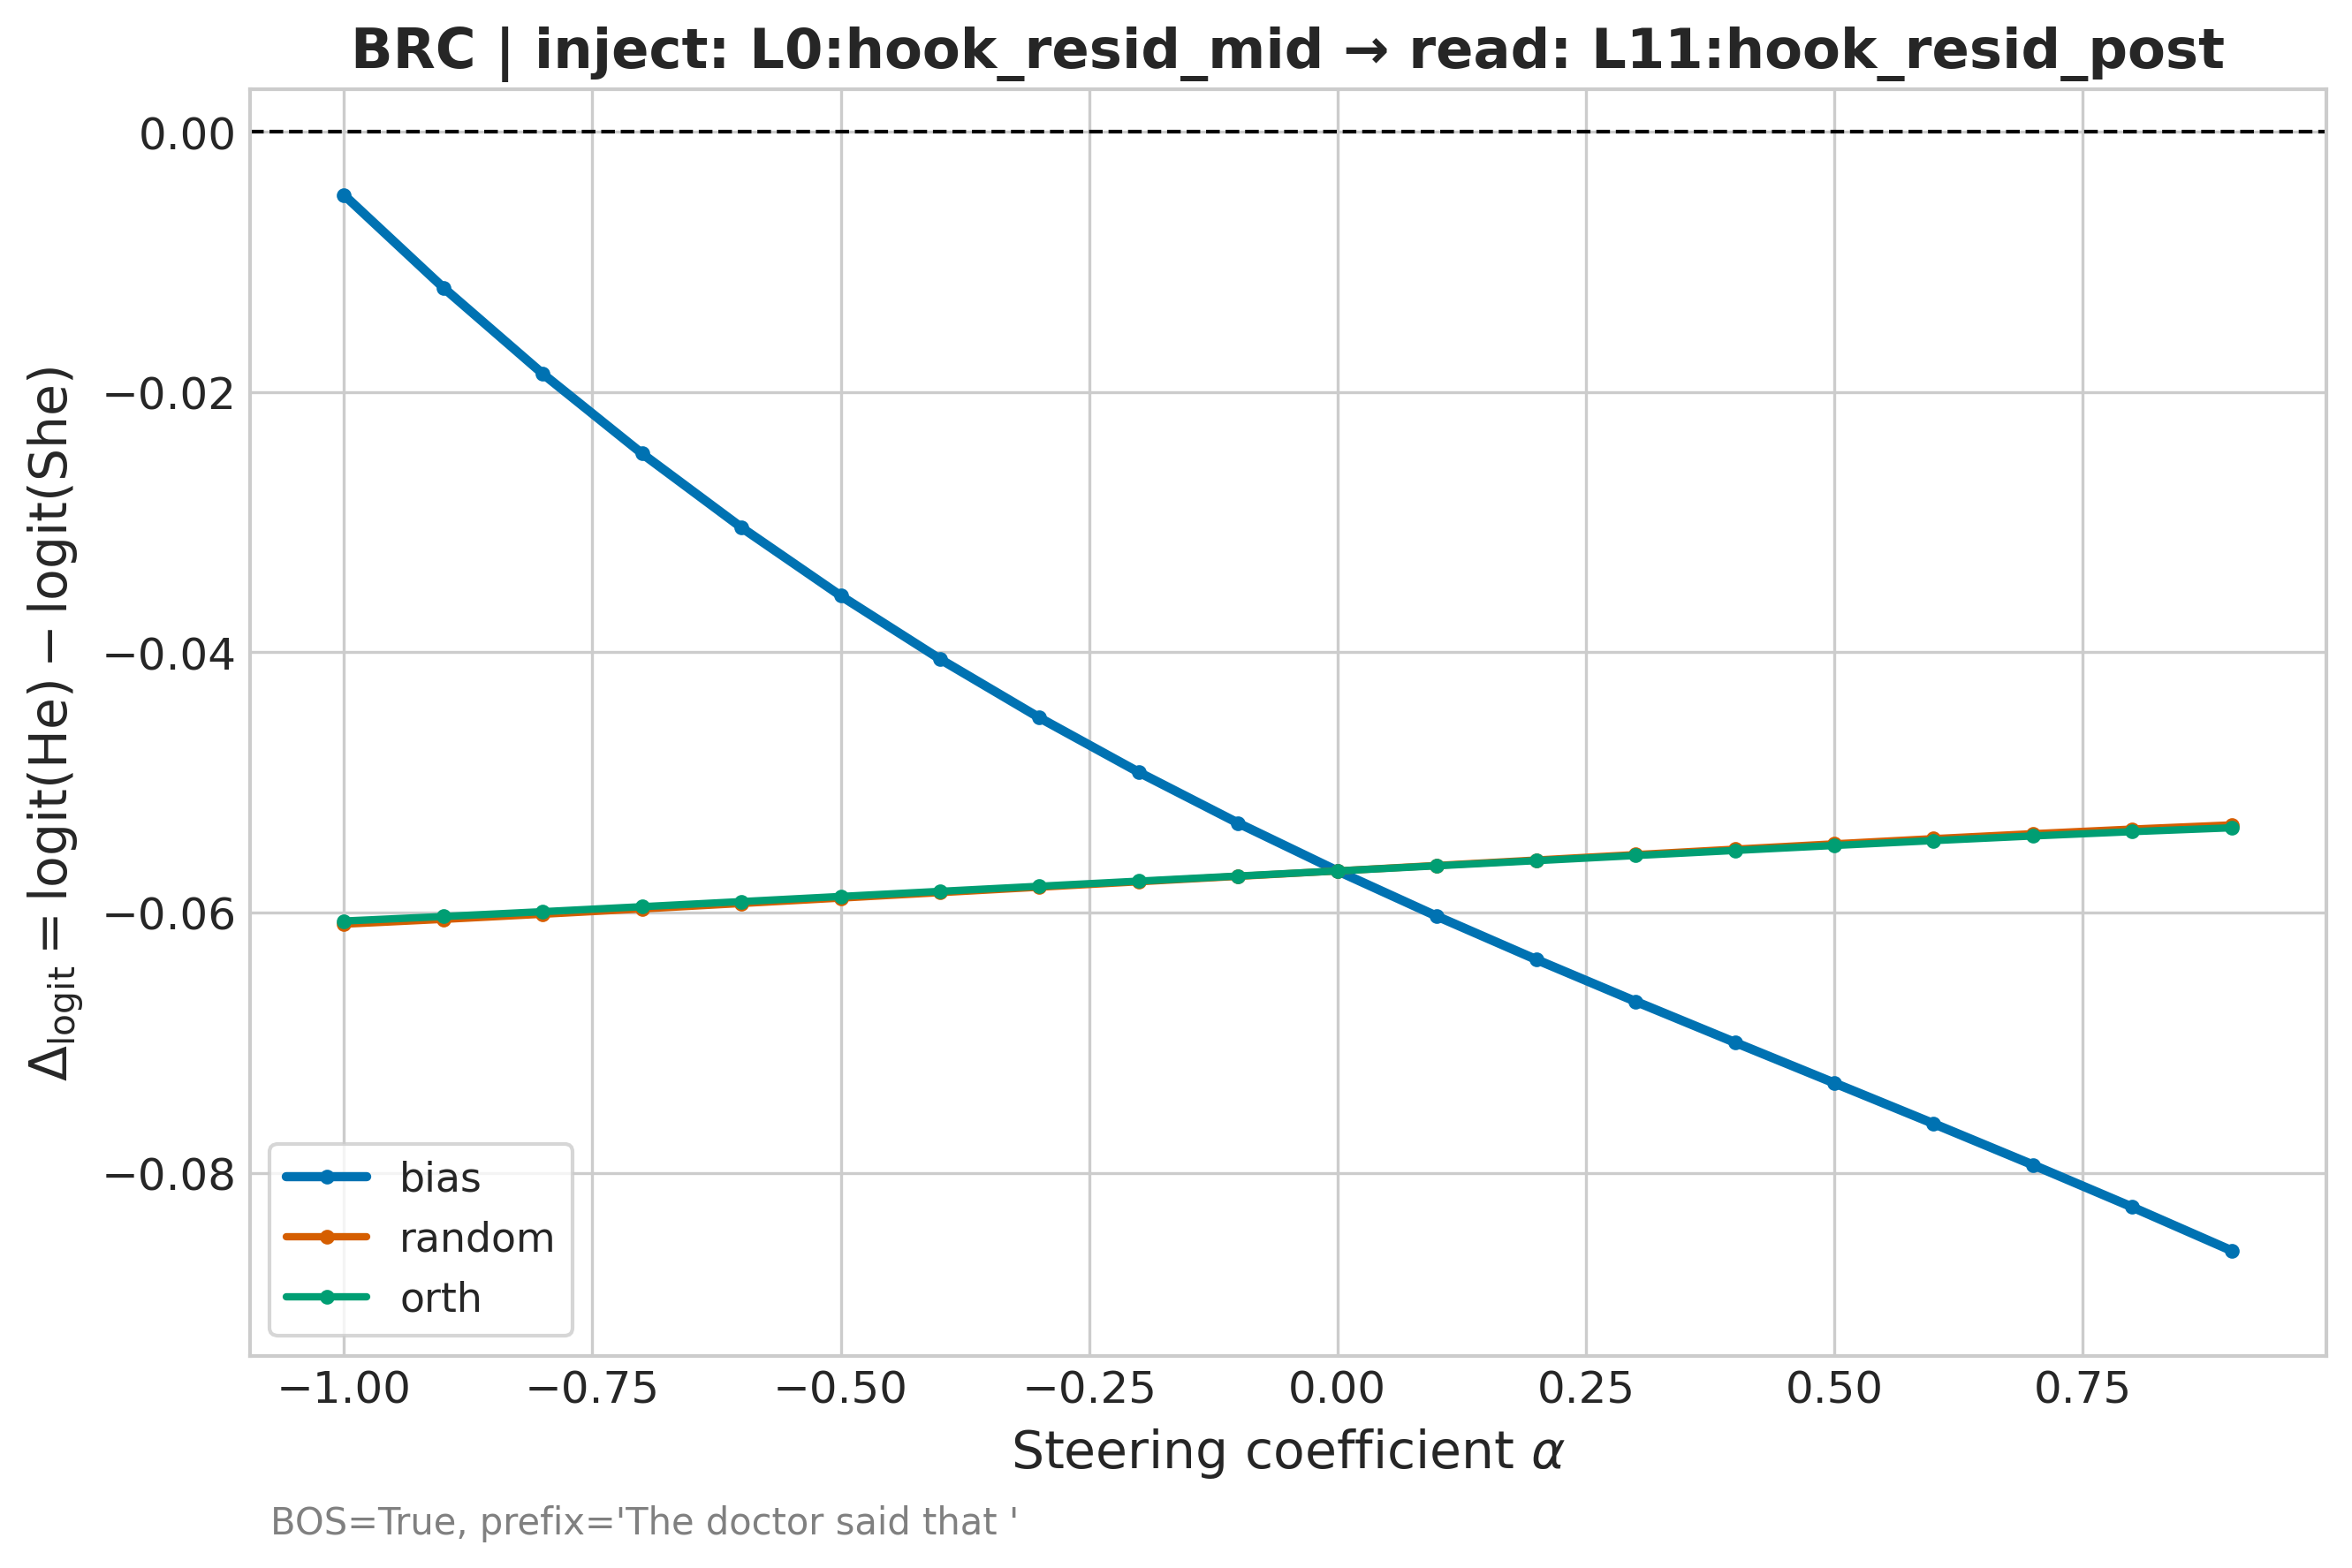 BRC | inject: L0:hook_resid_mid → read: L11:hook_resid_post
Δlogit = logit(He) − logit(She)
0.00
−0.02
−0.04
−0.06
−0.08
bias
random
orth
−1.00 −0.75 −0.50 −0.25 0.00 0.25 0.50 0.75
Steering coefficient α
BOS=True, prefix='The doctor said that '